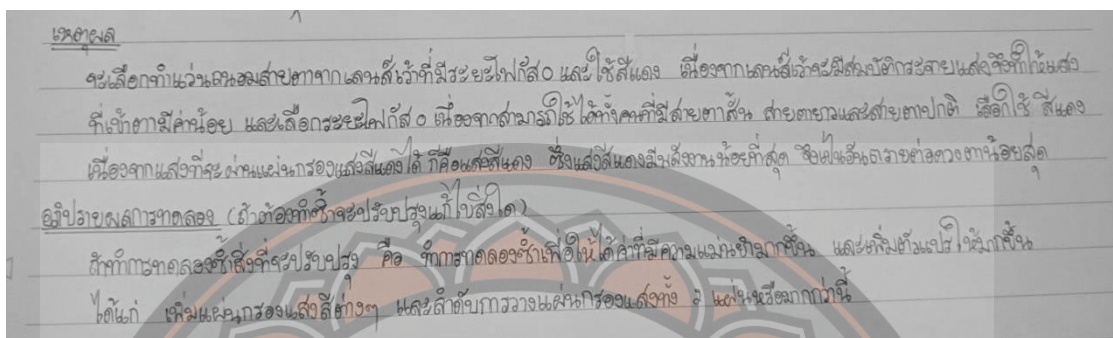 เหตุผล
จะเลือกทำแว่นถนอมสายตาจากเลนส์เว้าที่มีระยะโฟกัส 0 และใช้สีแดง เนื่องจากเลนส์เว้าจะมีสมบัติกระจายแสงจึงทำให้แสง
ที่เข้าตามีค่าน้อย และเลือกระยะโฟกัส 0 เนื่องจากสามารถใช้ได้ทั้งคนที่มีสายตาสั้น สายตายาวและสายตาปกติ เลือกใช้ สีแดง
เนื่องจากแสงที่จะผ่านแผ่นกรองแสงสีแดงได้ ก็คือแสงสีแดง ซึ่งแสงสีแดงมีพลังงานน้อยที่สุด จึงเป็นอันตรายต่อดวงตาน้อยสุด
อภิปรายผลการทดลอง (ถ้าต้องทำซ้ำจะปรับปรุงแก้ไขสิ่งใด)
ถ้าทำการทดลองซ้ำสิ่งที่จะปรับปรุง คือ ทำการทดลองซ้ำเพื่อให้ได้ค่าที่มีความแม่นยำมากขึ้น และเพิ่มตัวแปรให้มากขึ้น
ได้แก่ เพิ่มแผ่นกรองแสงสีต่างๆ และลำดับการวางแผ่นกรองแสงทั้ง 2 แผ่นหรือมากกว่านี้